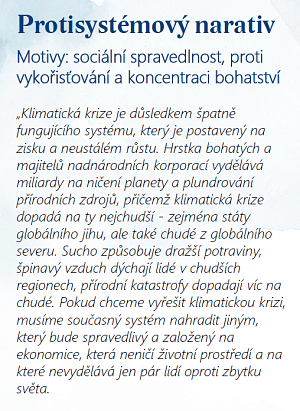 Protisystémový narativ
Motivy: sociální spravedlnost, proti
vykořisťování a koncentraci bohatství
„Klimatická krize je důsledkem špatně
fungujícího systému, který je postavený na
zisku a neustálém růstu. Hrstka bohatých a
majitelů nadnárodních korporací vydělává
miliardy na ničení planety a plundrování
přírodních zdrojů, přičemž klimatická krize
dopadá na ty nejchudší - zejména státy
globálního jihu, ale také chudé z globálního
severu. Sucho způsobuje dražší potraviny,
špinavý vzduch dýchají lidé v chudších
regionech, přírodní katastrofy dopadají víc na
chudé. Pokud chceme vyřešit klimatickou krizi,
musíme současný systém nahradit jiným,
který bude spravedlivý a založený na
ekonomice, která neničí životní prostředí a na
které nevydělává jen pár lidí oproti zbytku
světa.